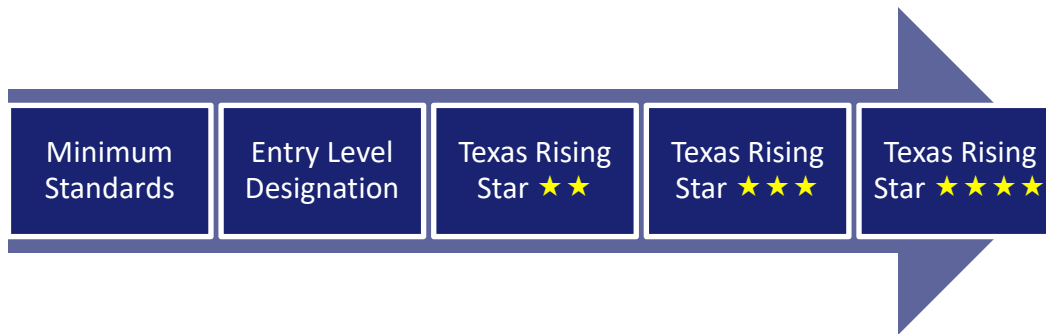 Minimum
Standards
Entry Level
Designation
Texas Rising
Star ★★
Texas Rising
Star ★★★
Texas Rising
Star ★★★★